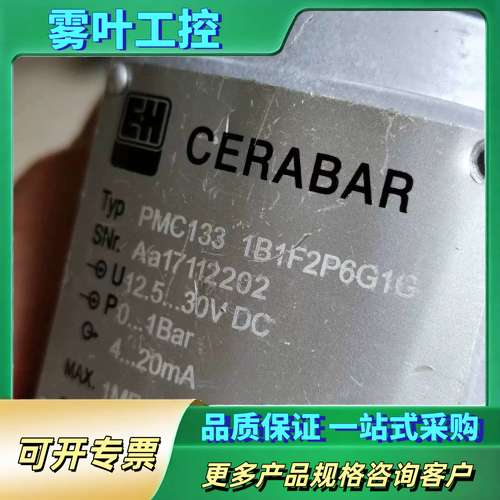 雾叶工控
E+H
CERABAR
Typ PMC133 1B1F2P6G1G
SNr. Aa17112202
U 12.5...30V DC
P 0...1Bar
4...20mA
MAX.
品质保证 一站式采购
可开专票
更多产品规格咨询客户